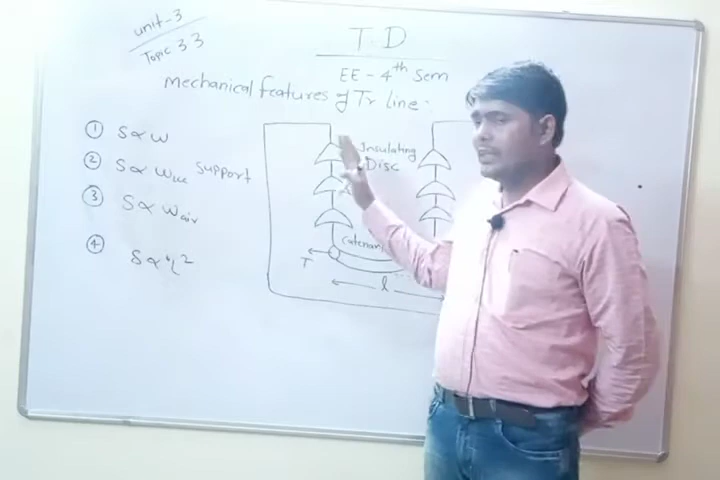 unit-3
Topic 3.3
T.D
EE - 4th Sem
Mechanical features of Tr line:
① S∝W
② S∝Wice
support
③ S∝Wair
④ S∝l²
Insulating
Disc
Catenary
T
l